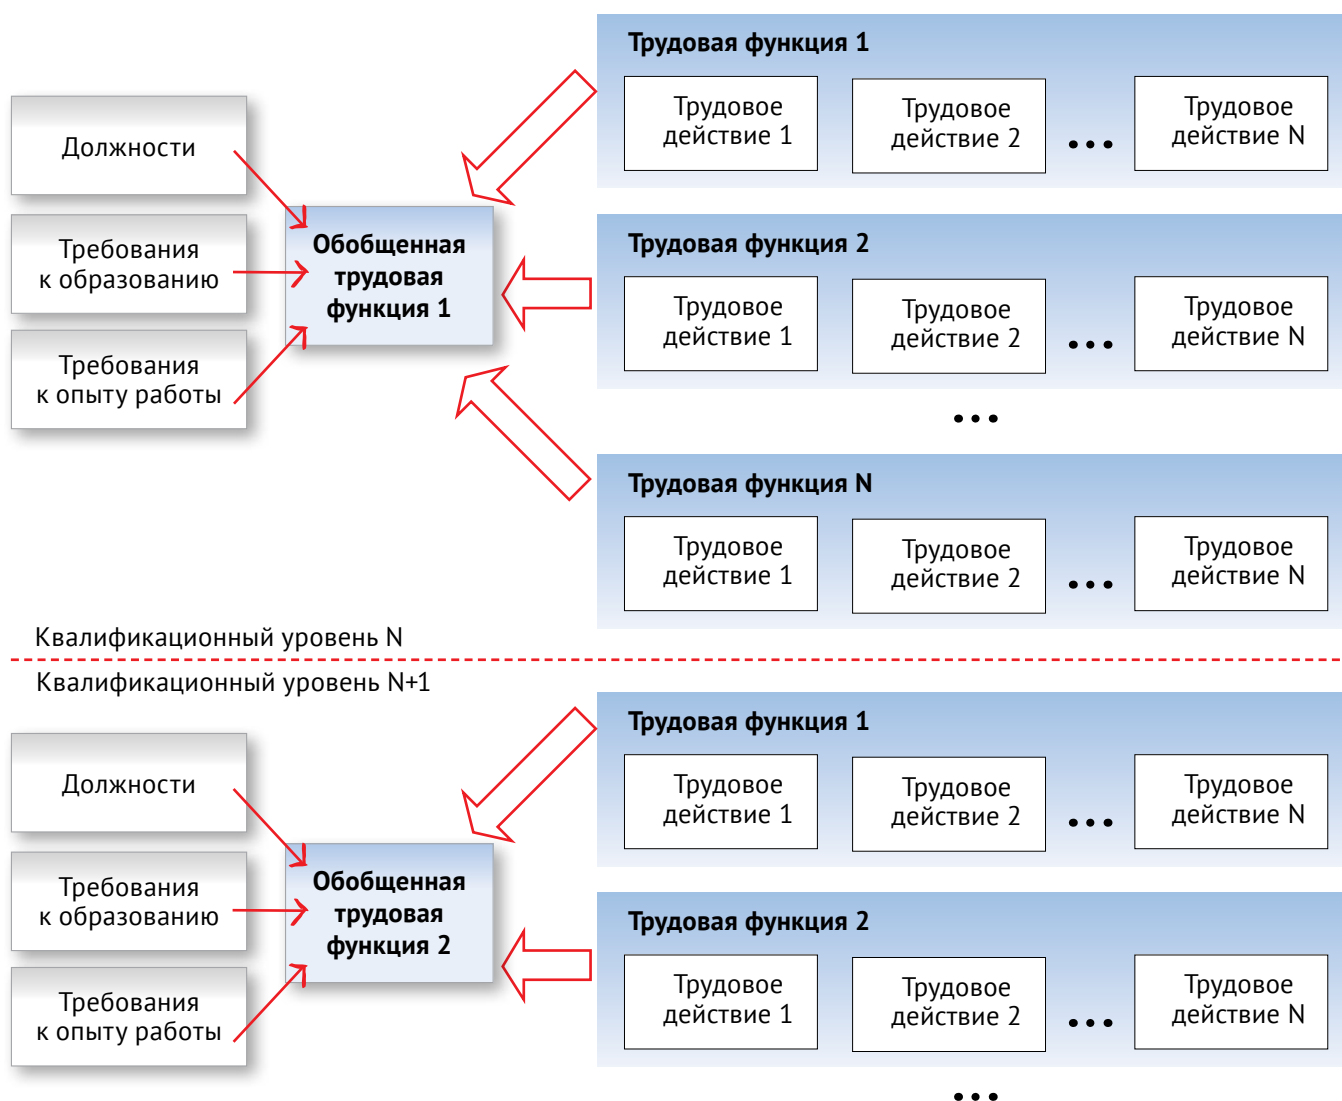 Трудовая функция 1
Трудовое
действие 1
Трудовое
действие 2
...
Трудовое
действие N
Должности
Требования
к образованию
Требования
к опыту работы
Обобщенная
трудовая
функция 1
Трудовая функция 2
Трудовое
действие 1
Трудовое
действие 2
...
Трудовое
действие N
...
Трудовая функция N
Трудовое
действие 1
Трудовое
действие 2
...
Трудовое
действие N
Квалификационный уровень N
Квалификационный уровень N+1
Трудовая функция 1
Трудовое
действие 1
Трудовое
действие 2
...
Трудовое
действие N
Должности
Требования
к образованию
Требования
к опыту работы
Обобщенная
трудовая
функция 2
Трудовая функция 2
Трудовое
действие 1
Трудовое
действие 2
...
Трудовое
действие N
...